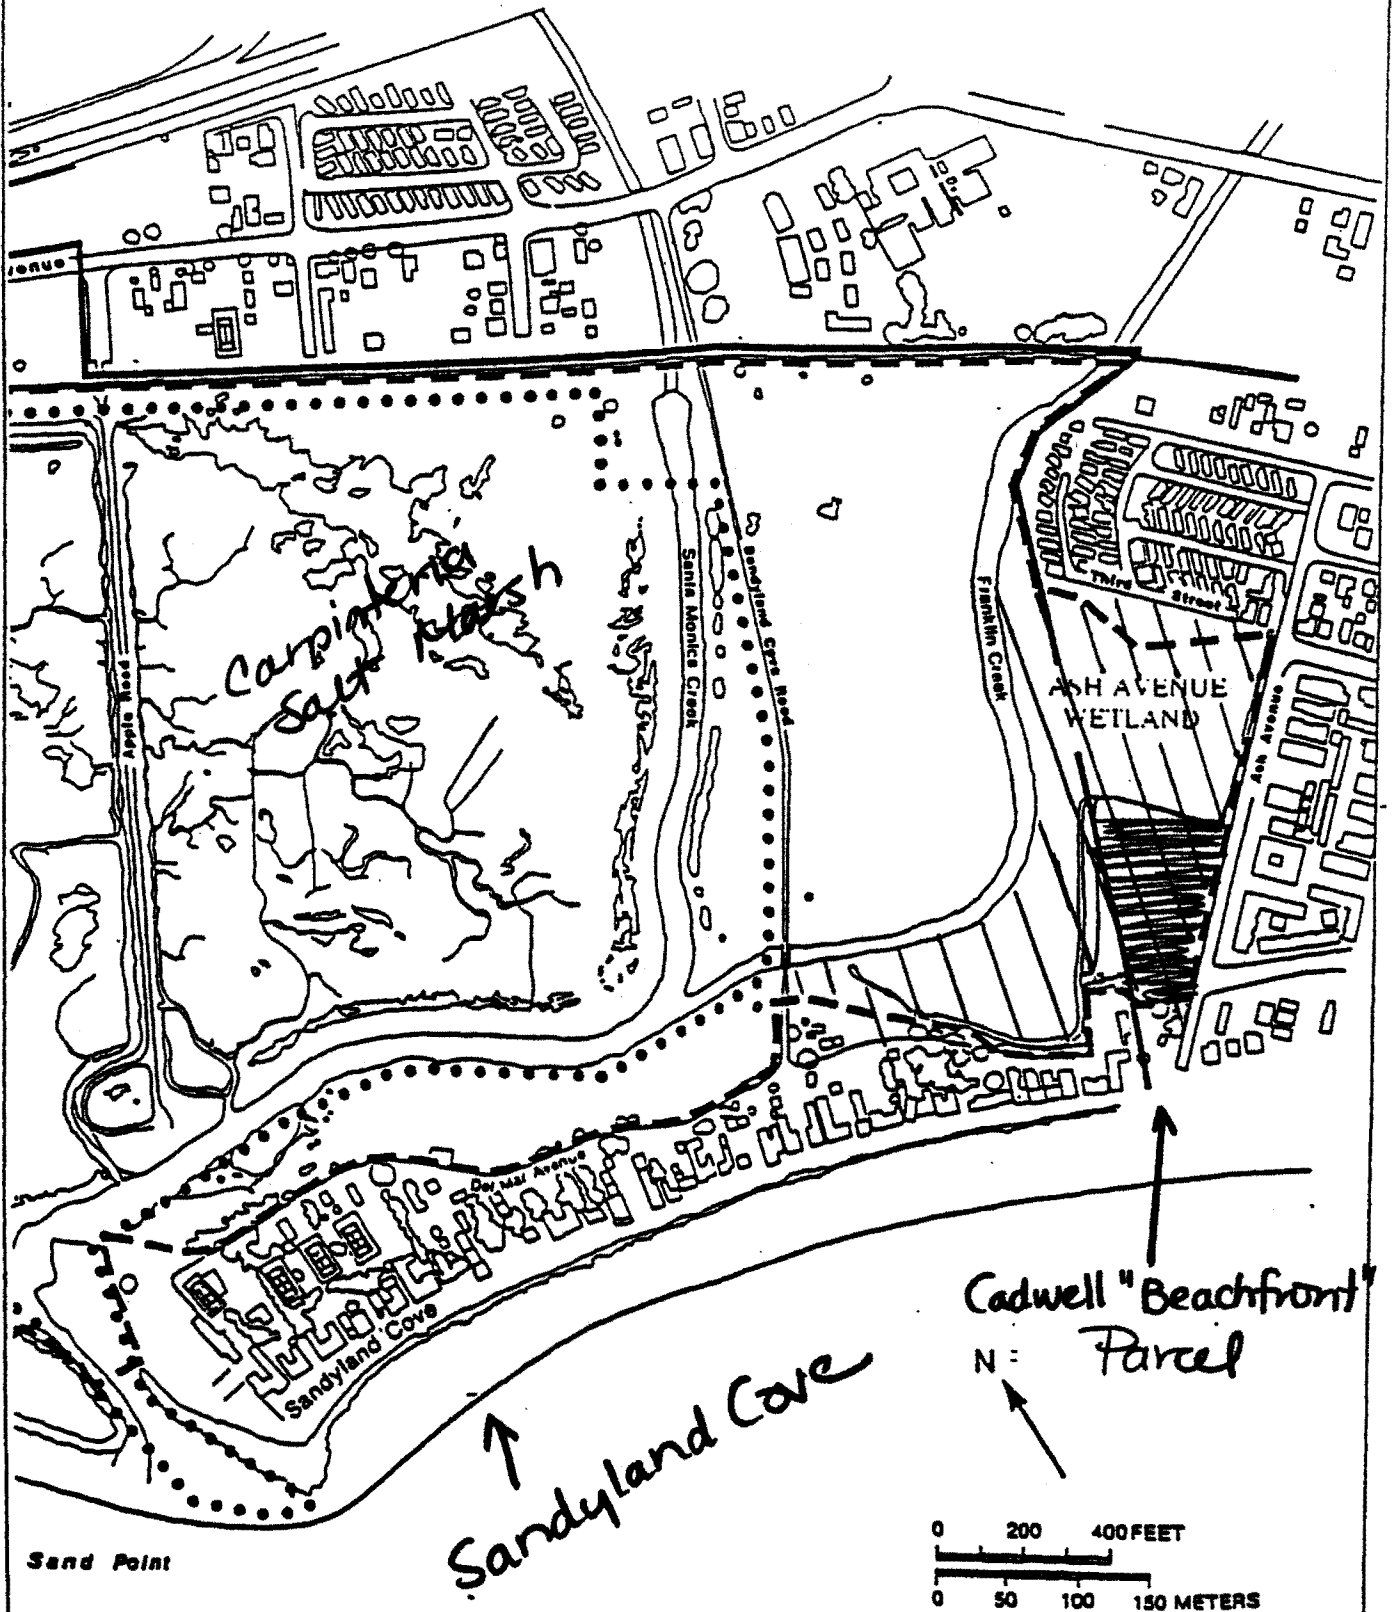 enue
Third
Street
Carpinteria
Salt Marsh
Santa Monica Creek
Sandyland Cove Road
Franklin Creek
Apple Road
ASH AVENUE
WETLAND
Ash Avenue
Del Mar Avenue
Sandyland Cove
Cadwell "Beachfront"
Parcel
N
Sandyland Cove
Sand Point
0 200 400 FEET
0 50 100 150 METERS